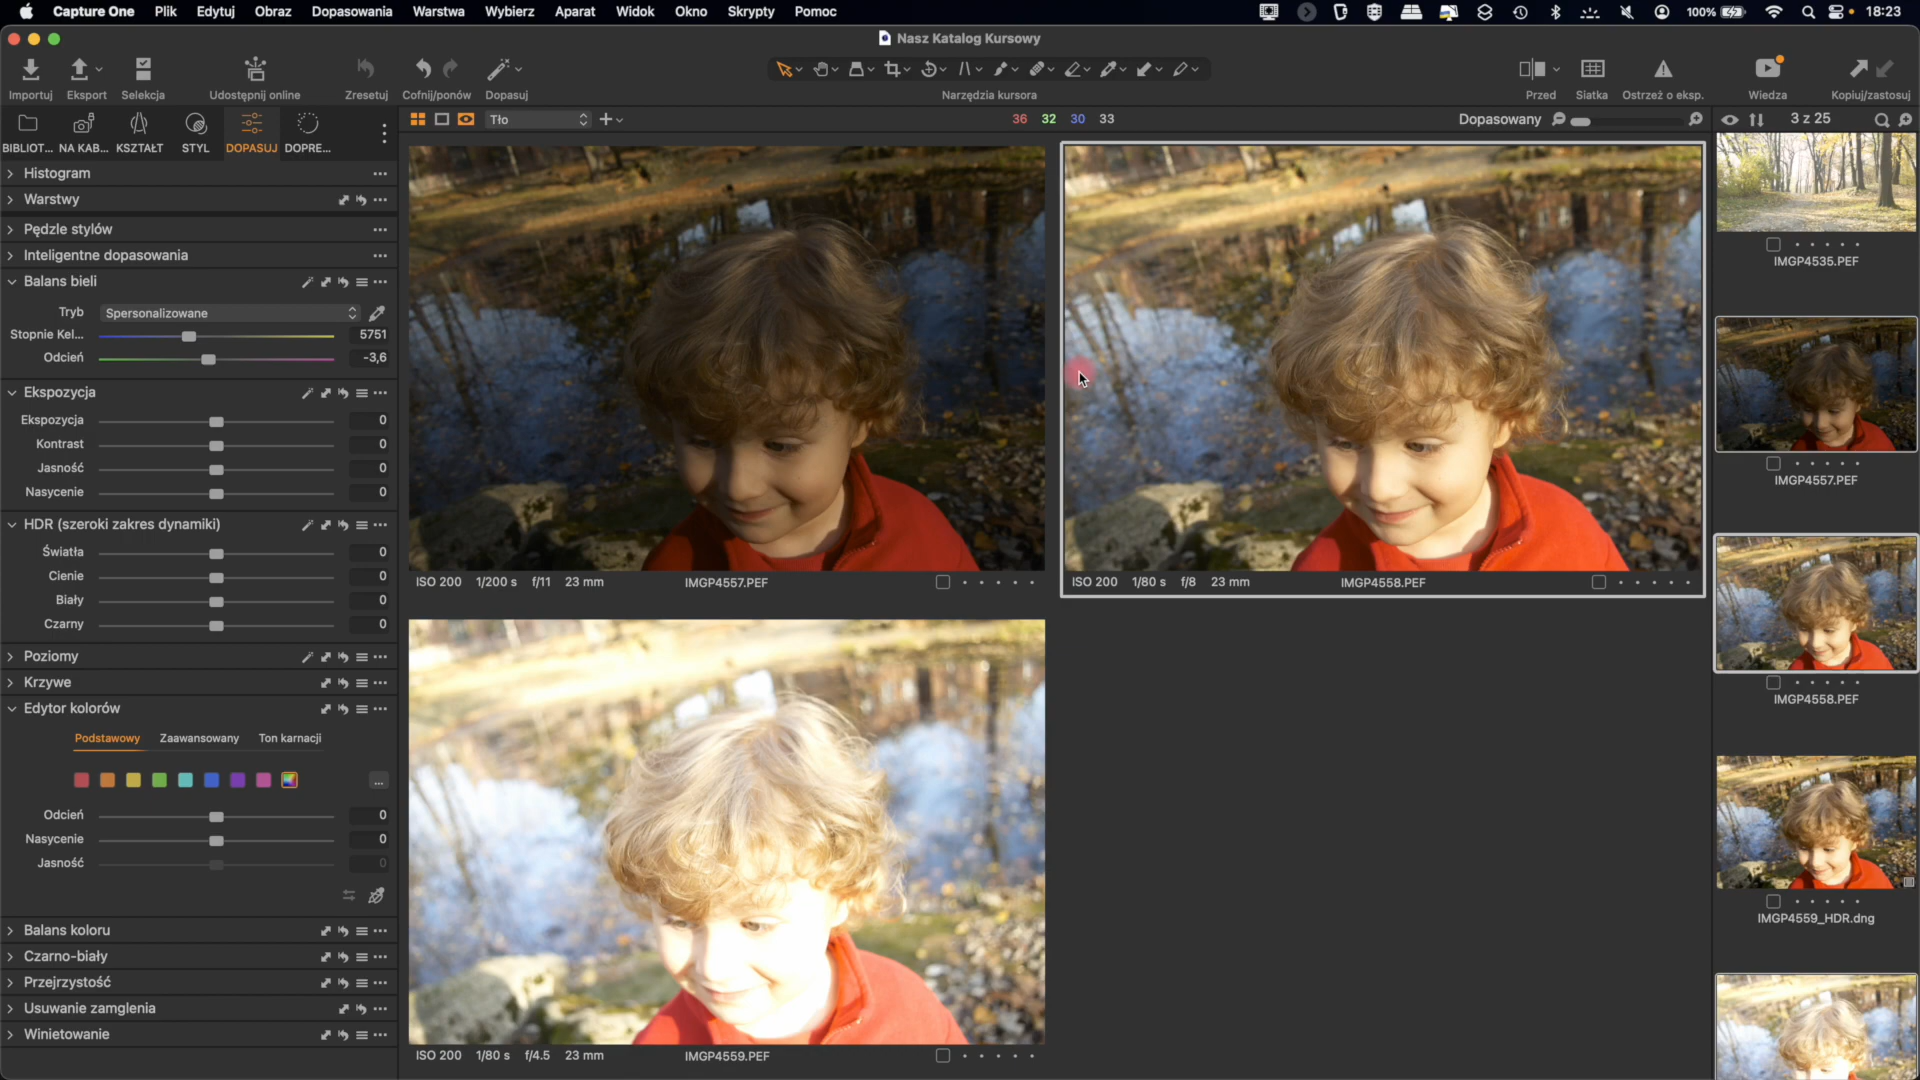 Capture One Plik Edytuj Obraz Dopasowania Warstwa Wybierz Aparat Widok Okno Skrypty Pomoc 100% 18:23
Nasz Katalog Kursowy
Importuj Eksport Selekcja Udostępnij online Zresetuj Cofnij/ponów Dopasuj Narzędzia kursora Przed Siatka Ostrzeż o eksp. Wiedza Kopiuj/zastosuj
BIBLIOT... NA KAB... KSZTAŁT STYL DOPASUJ DOPRE...
Tło 36 32 30 33 Dopasowany 3 z 25
Histogram
Warstwy
Pędzle stylów
Inteligentne dopasowania
Balans bieli
Tryb Spersonalizowane
Stopnie Kel... 5751
Odcień -3,6
Ekspozycja
Ekspozycja 0
Kontrast 0
Jasność 0
Nasycenie 0
HDR (szeroki zakres dynamiki)
Światła 0
Cienie 0
Biały 0
Czarny 0
Poziomy
Krzywe
Edytor kolorów
Podstawowy Zaawansowany Ton karnacji
...
Odcień 0
Nasycenie 0
Jasność 0
Balans koloru
Czarno-biały
Przejrzystość
Usuwanie zamglenia
Winietowanie
ISO 200 1/200 s f/11 23 mm IMGP4557.PEF
ISO 200 1/80 s f/8 23 mm IMGP4558.PEF
ISO 200 1/80 s f/4.5 23 mm IMGP4559.PEF
IMGP4535.PEF
IMGP4557.PEF
IMGP4558.PEF
IMGP4559_HDR.dng